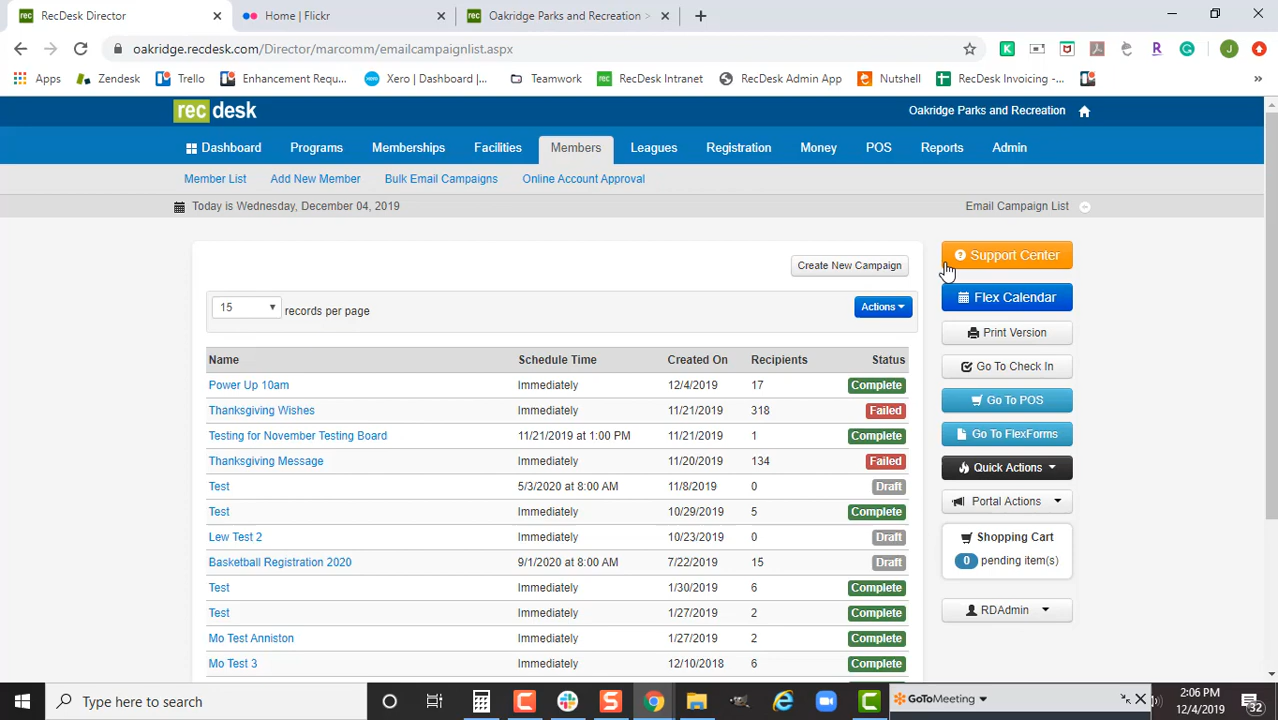 RecDesk Director
Home | Flickr
Oakridge Parks and Recreation >
oakridge.recdesk.com/Director/marcomm/emailcampaignlist.aspx
Apps
Zendesk
Trello
Enhancement Requ...
Xero | Dashboard |...
Teamwork
RecDesk Intranet
RecDesk Admin App
Nutshell
RecDesk Invoicing -...
»
rec desk
Oakridge Parks and Recreation
Dashboard
Programs
Memberships
Facilities
Members
Leagues
Registration
Money
POS
Reports
Admin
Member List
Add New Member
Bulk Email Campaigns
Online Account Approval
Today is Wednesday, December 04, 2019
Email Campaign List
Create New Campaign
15 records per page
Actions
Name Schedule Time Created On Recipients Status
Power Up 10am Immediately 12/4/2019 17 Complete
Thanksgiving Wishes Immediately 11/21/2019 318 Failed
Testing for November Testing Board 11/21/2019 at 1:00 PM 11/21/2019 1 Complete
Thanksgiving Message Immediately 11/20/2019 134 Failed
Test 5/3/2020 at 8:00 AM 11/8/2019 0 Draft
Test Immediately 10/29/2019 5 Complete
Lew Test 2 Immediately 10/23/2019 0 Draft
Basketball Registration 2020 9/1/2020 at 8:00 AM 7/22/2019 15 Draft
Test Immediately 1/30/2019 6 Complete
Test Immediately 1/27/2019 2 Complete
Mo Test Anniston Immediately 1/27/2019 2 Complete
Mo Test 3 Immediately 12/10/2018 6 Complete
Support Center
Flex Calendar
Print Version
Go To Check In
Go To POS
Go To FlexForms
Quick Actions
Portal Actions
Shopping Cart
0 pending item(s)
RDAdmin
Type here to search
GoToMeeting
2:06 PM
12/4/2019
32